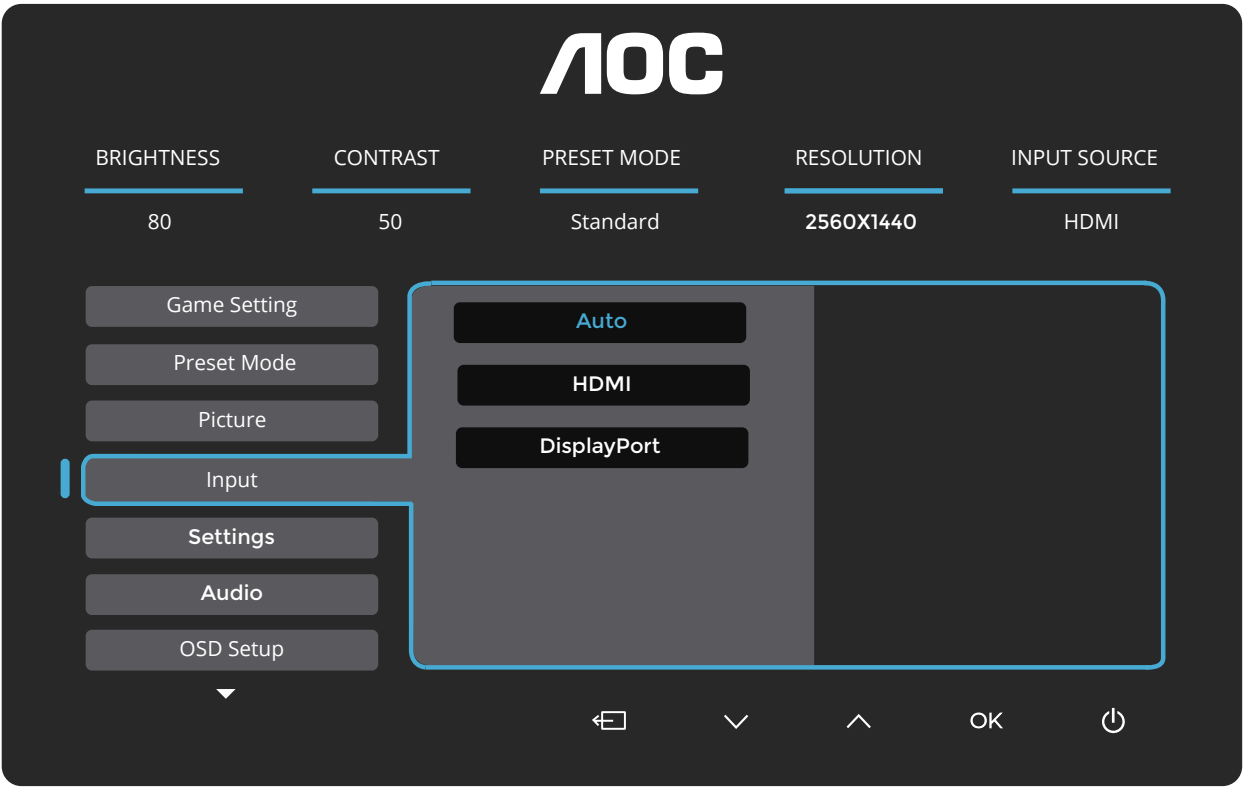 AOC
BRIGHTNESS CONTRAST PRESET MODE RESOLUTION INPUT SOURCE
80 50 Standard 2560X1440 HDMI
Game Setting
Preset Mode
Picture
Input
Settings
Audio
OSD Setup
Auto
HDMI
DisplayPort
OK